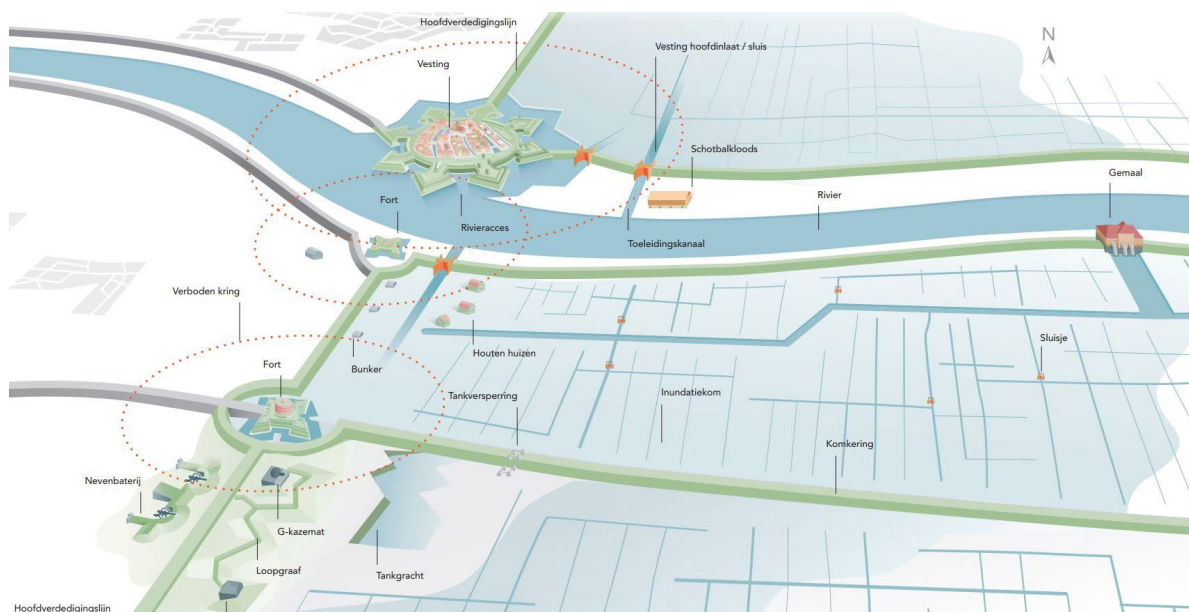 Hoofdverdedigingslijn
N
Vesting hoofdinlaat / sluis
Vesting
Schotbalkloods
Gemaal
Rivier
Fort
Rivieracces
Toeleidingskanaal
Verboden kring
Sluisje
Houten huizen
Bunker
Fort
Tankversperring
Inundatiekom
Komkering
Nevenbaterij
G-kazemat
Loopgraaf
Tankgracht
Hoofdverdedigingslijn